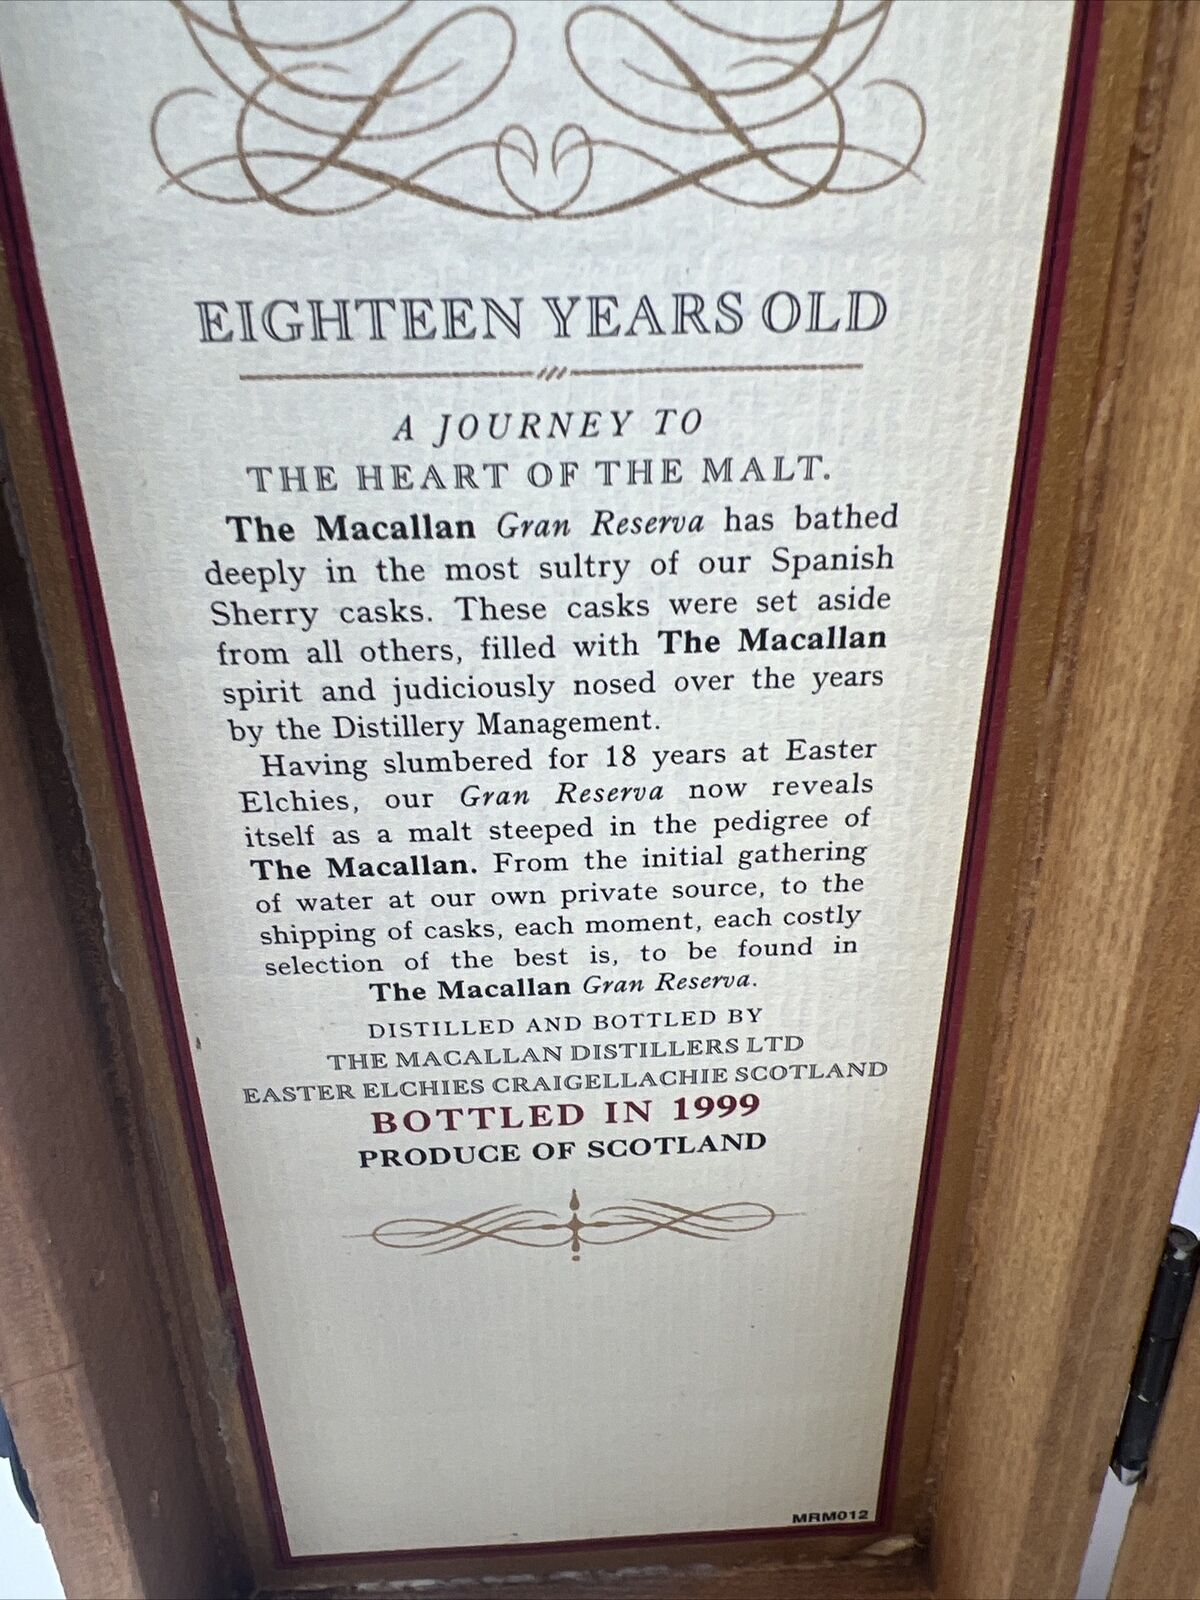 EIGHTEEN YEARS OLD
A JOURNEY TO
THE HEART OF THE MALT.
The Macallan Gran Reserva has bathed
deeply in the most sultry of our Spanish
Sherry casks. These casks were set aside
from all others, filled with The Macallan
spirit and judiciously nosed over the years
by the Distillery Management.
Having slumbered for 18 years at Easter
Elchies, our Gran Reserva now reveals
itself as a malt steeped in the pedigree of
The Macallan. From the initial gathering
of water at our own private source, to the
shipping of casks, each moment, each costly
selection of the best is, to be found in
The Macallan Gran Reserva.
DISTILLED AND BOTTLED BY
THE MACALLAN DISTILLERS LTD
EASTER ELCHIES CRAIGELLACHIE SCOTLAND
BOTTLED IN 1999
PRODUCE OF SCOTLAND
MRM012